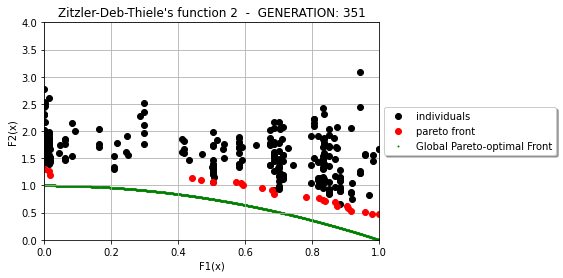 Zitzler-Deb-Thiele's function 2 - GENERATION: 351
4.0
3.5
3.0
2.5
2.0
1.5
1.0
0.5
0.0
F2(x)
0.0 0.2 0.4 0.6 0.8 1.0
F1(x)
individuals
pareto front
Global Pareto-optimal Front